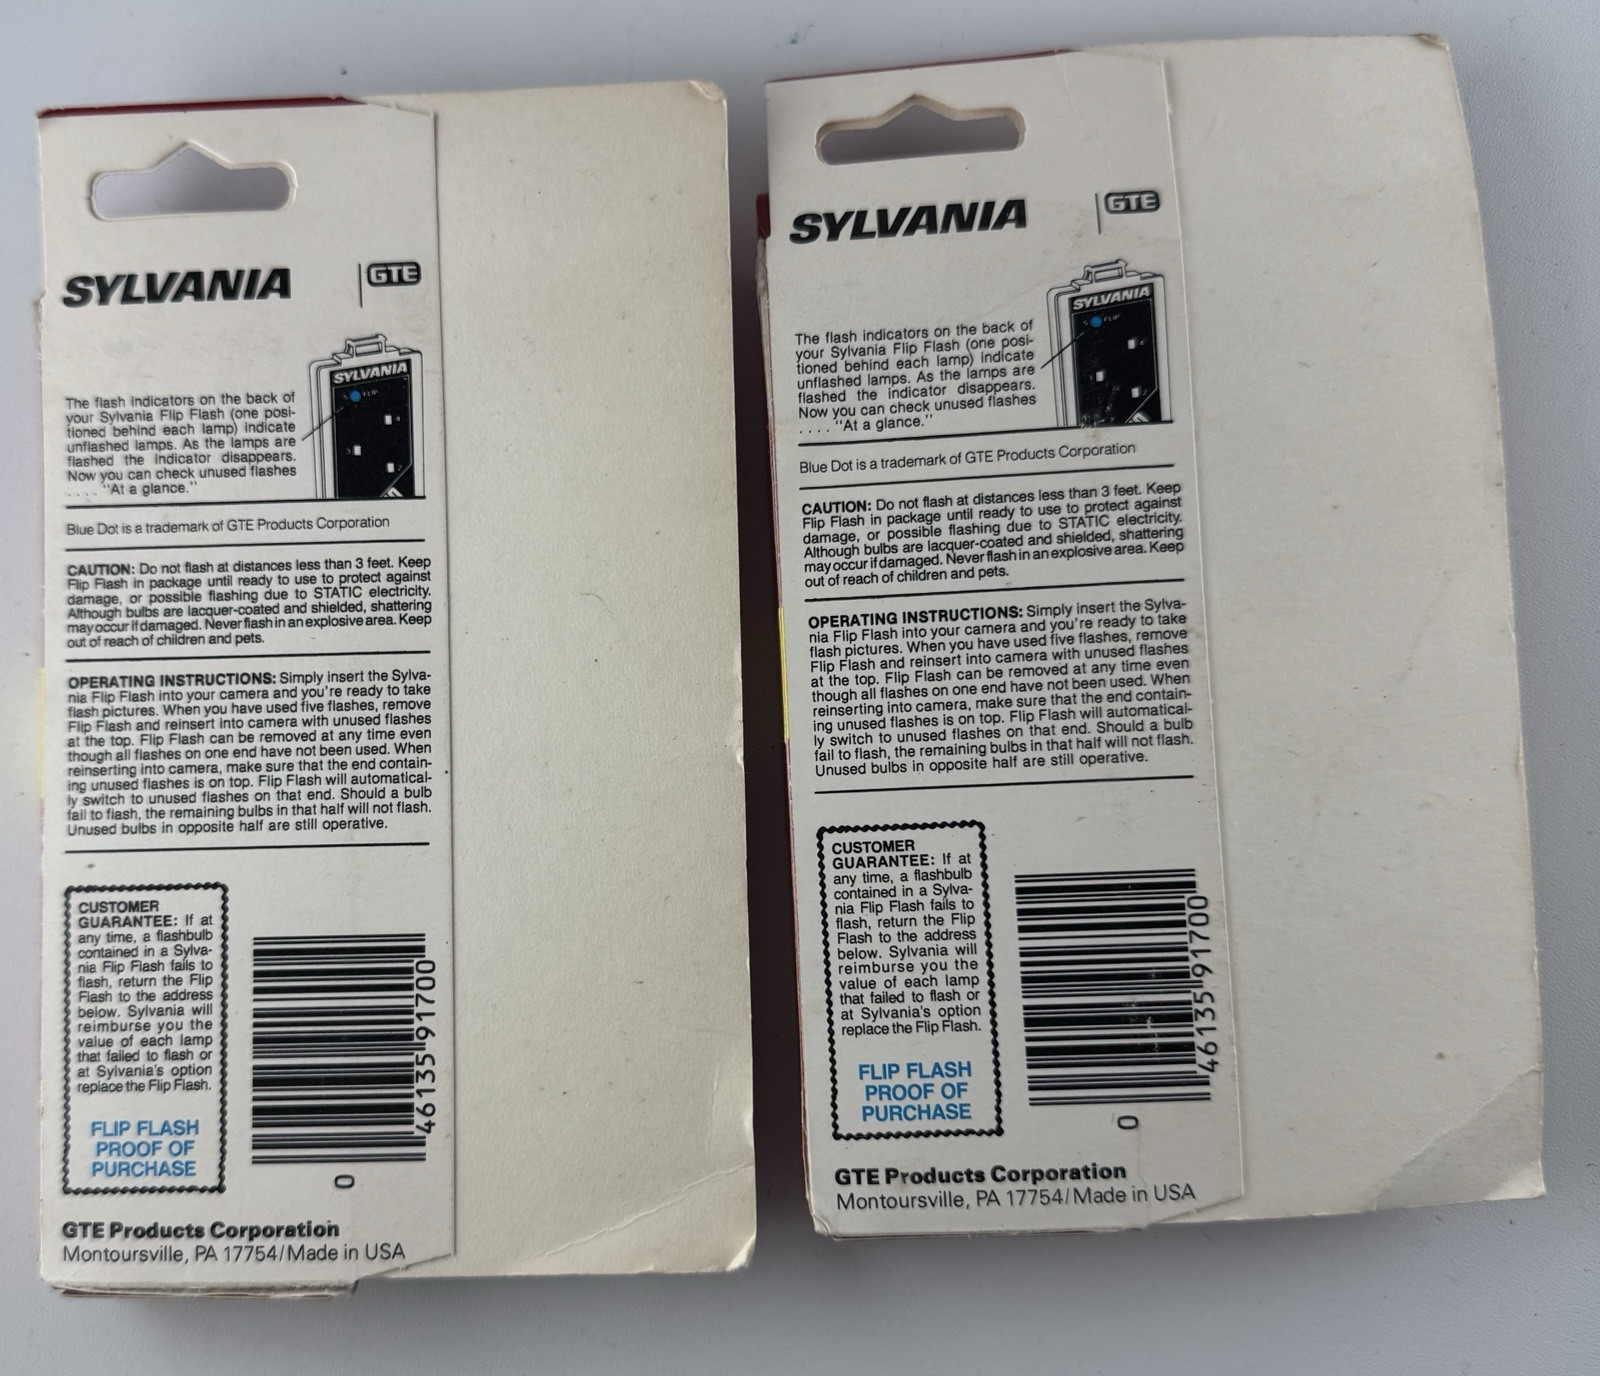 SYLVANIA
GTE
SYLVANIA
FLIP
The flash indicators on the back of
your Sylvania Flip Flash (one posi-
tioned behind each lamp) indicate
unflashed lamps. As the lamps are
flashed the indicator disappears.
Now you can check unused flashes
.... "At a glance."
Blue Dot is a trademark of GTE Products Corporation
CAUTION: Do not flash at distances less than 3 feet. Keep
Flip Flash in package until ready to use to protect against
damage, or possible flashing due to STATIC electricity.
Although bulbs are lacquer-coated and shielded, shattering
may occur if damaged. Never flash in an explosive area. Keep
out of reach of children and pets.
OPERATING INSTRUCTIONS: Simply insert the Sylva-
nia Flip Flash into your camera and you're ready to take
flash pictures. When you have used five flashes, remove
Flip Flash and reinsert into camera with unused flashes
at the top. Flip Flash can be removed at any time even
though all flashes on one end have not been used. When
reinserting into camera, make sure that the end contain-
ing unused flashes is on top. Flip Flash will automatical-
ly switch to unused flashes on that end. Should a bulb
fail to flash, the remaining bulbs in that half will not flash.
Unused bulbs in opposite half are still operative.
CUSTOMER
GUARANTEE: If at
any time, a flashbulb
contained in a Sylva-
nia Flip Flash fails to
flash, return the Flip
Flash to the address
below. Sylvania will
reimburse you the
value of each lamp
that failed to flash or
at Sylvania's option
replace the Flip Flash.
FLIP FLASH
PROOF OF
PURCHASE
46135 91700
0
GTE Products Corporation
Montoursville, PA 17754/Made in USA
SYLVANIA
GTE
SYLVANIA
FLIP
The flash indicators on the back of
your Sylvania Flip Flash (one posi-
tioned behind each lamp) indicate
unflashed lamps. As the lamps are
flashed the indicator disappears.
Now you can check unused flashes
.... "At a glance."
Blue Dot is a trademark of GTE Products Corporation
CAUTION: Do not flash at distances less than 3 feet. Keep
Flip Flash in package until ready to use to protect against
damage, or possible flashing due to STATIC electricity.
Although bulbs are lacquer-coated and shielded, shattering
may occur if damaged. Never flash in an explosive area. Keep
out of reach of children and pets.
OPERATING INSTRUCTIONS: Simply insert the Sylva-
nia Flip Flash into your camera and you're ready to take
flash pictures. When you have used five flashes, remove
Flip Flash and reinsert into camera with unused flashes
at the top. Flip Flash can be removed at any time even
though all flashes on one end have not been used. When
reinserting into camera, make sure that the end contain-
ing unused flashes is on top. Flip Flash will automatical-
ly switch to unused flashes on that end. Should a bulb
fail to flash, the remaining bulbs in that half will not flash.
Unused bulbs in opposite half are still operative.
CUSTOMER
GUARANTEE: If at
any time, a flashbulb
contained in a Sylva-
nia Flip Flash fails to
flash, return the Flip
Flash to the address
below. Sylvania will
reimburse you the
value of each lamp
that failed to flash or
at Sylvania's option
replace the Flip Flash.
FLIP FLASH
PROOF OF
PURCHASE
46135 91700
0
GTE Products Corporation
Montoursville, PA 17754/Made in USA